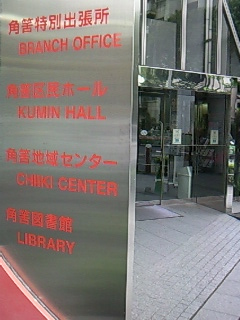 角筈特別出張所
BRANCH OFFICE
角筈区民ホール
KUMIN HALL
角筈地域センター
CHIIKI CENTER
角筈図書館
LIBRARY